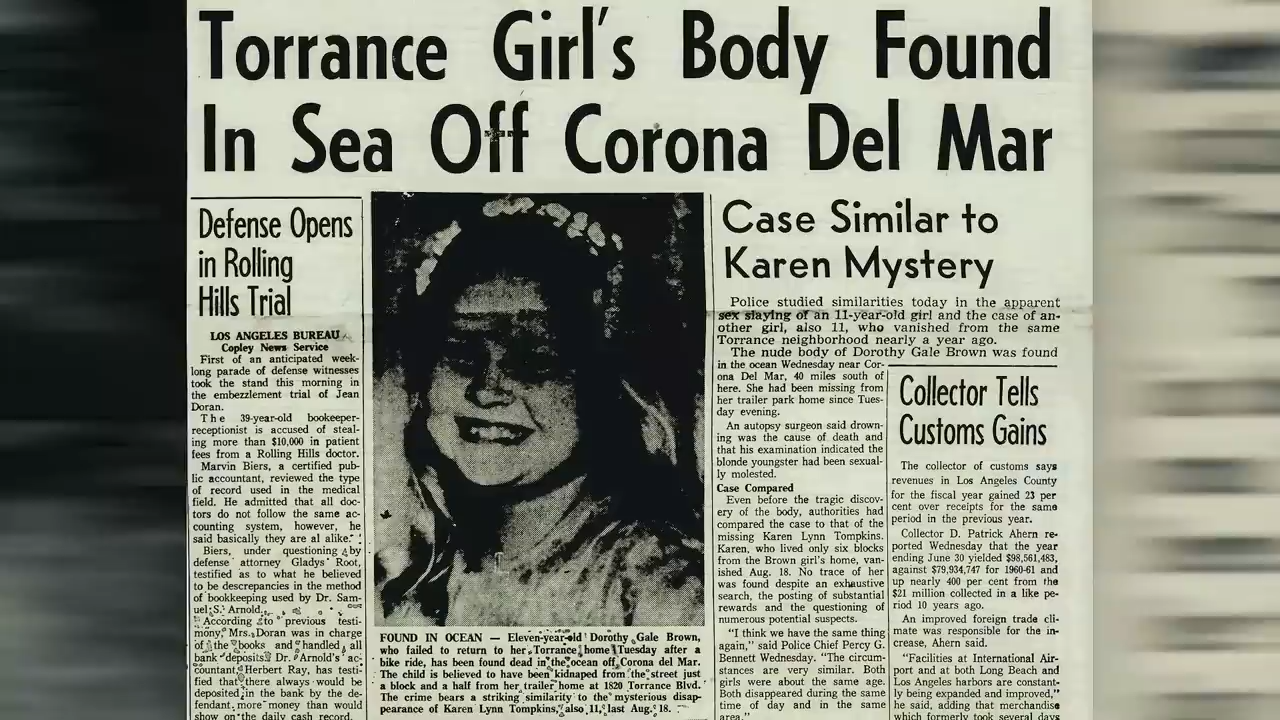 Torrance Girl's Body Found
In Sea Off Corona Del Mar
Defense Opens
in Rolling
Hills Trial
LOS ANGELES BUREAU
Copley News Service
First of an anticipated week-
long parade of defense witnesses
took the stand this morning in
the embezzlement trial of Jean
Doran.
The 39-year-old bookeper-
receptionist is accused of steal-
ing more than $10,000 in patient
fees from a Rolling Hills doctor.
Marvin Biers, a certified pub-
lic accountant, reviewed the type
of record used in the medical
field. He admitted that all doc-
tors do not follow the same ac-
counting system, however, he
said basically they are al alike."
Biers, under questioning by
defense attorney Gladys Root,
testified as to what he believed
to be discrepancies in the method
of bookkeeping used by Dr. Sam-
uel S. Arnold.
According to previous testi-
mony, Mrs. Doran was in charge
of the books and handled all
bank deposits. Dr. Arnold's ac-
countant, Herbert Ray, has testi-
fied that there always would be
deposited in the bank by the de-
fendant more money than would
show on the daily cash record.
FOUND IN OCEAN — Eleven-year-old Dorothy Gale Brown,
who failed to return to her Torrance home Tuesday after a
bike ride, has been found dead in the ocean off Corona del Mar.
The child is believed to have been kidnaped from the street just
a block and a half from her trailer home at 1820 Torrance Blvd.
The crime bears a striking similarity to the mysterious disap-
pearance of Karen Lynn Tompkins, also 11, last Aug. 18.
Case Similar to
Karen Mystery
Police studied similarities today in the apparent
sex slaying of an 11-year-old girl and the case of an-
other girl, also 11, who vanished from the same
Torrance neighborhood nearly a year ago.
The nude body of Dorothy Gale Brown was found
in the ocean Wednesday near Cor-
ona Del Mar, 40 miles south of
here. She had been missing from
her trailer park home since Tues-
day evening.
An autopsy surgeon said drown-
ing was the cause of death and
that his examination indicated the
blonde youngster had been sexual-
ly molested.
Case Compared
Even before the tragic discov-
ery of the body, authorities had
compared the case to that of the
missing Karen Lynn Tompkins.
Karen, who lived only six blocks
from the Brown girl's home, van-
ished Aug. 18. No trace of her
was found despite an exhaustive
search, the posting of substantial
rewards and the questioning of
numerous potential suspects.
"I think we have the same thing
again," said Police Chief Percy G.
Bennett Wednesday. "The circum-
stances are very similar. Both
girls were about the same age.
Both disappeared during the same
time of day and in the same
area."
Collector Tells
Customs Gains
The collector of customs says
revenues in Los Angeles County
for the fiscal year gained 23 per
cent over receipts for the same
period in the previous year.
Collector D. Patrick Ahern re-
ported Wednesday that the year
ending June 30 yielded $98,561,483,
against $79,934,747 for 1960-61 and
up nearly 400 per cent from the
$21 million collected in a like pe-
riod 10 years ago.
An improved foreign trade cli-
mate was responsible for the in-
crease, Ahern said.
"Facilities at International Air-
port and at both Long Beach and
Los Angeles harbors are constant-
ly being expanded and improved,"
he said, adding that merchandise
which formerly took several days